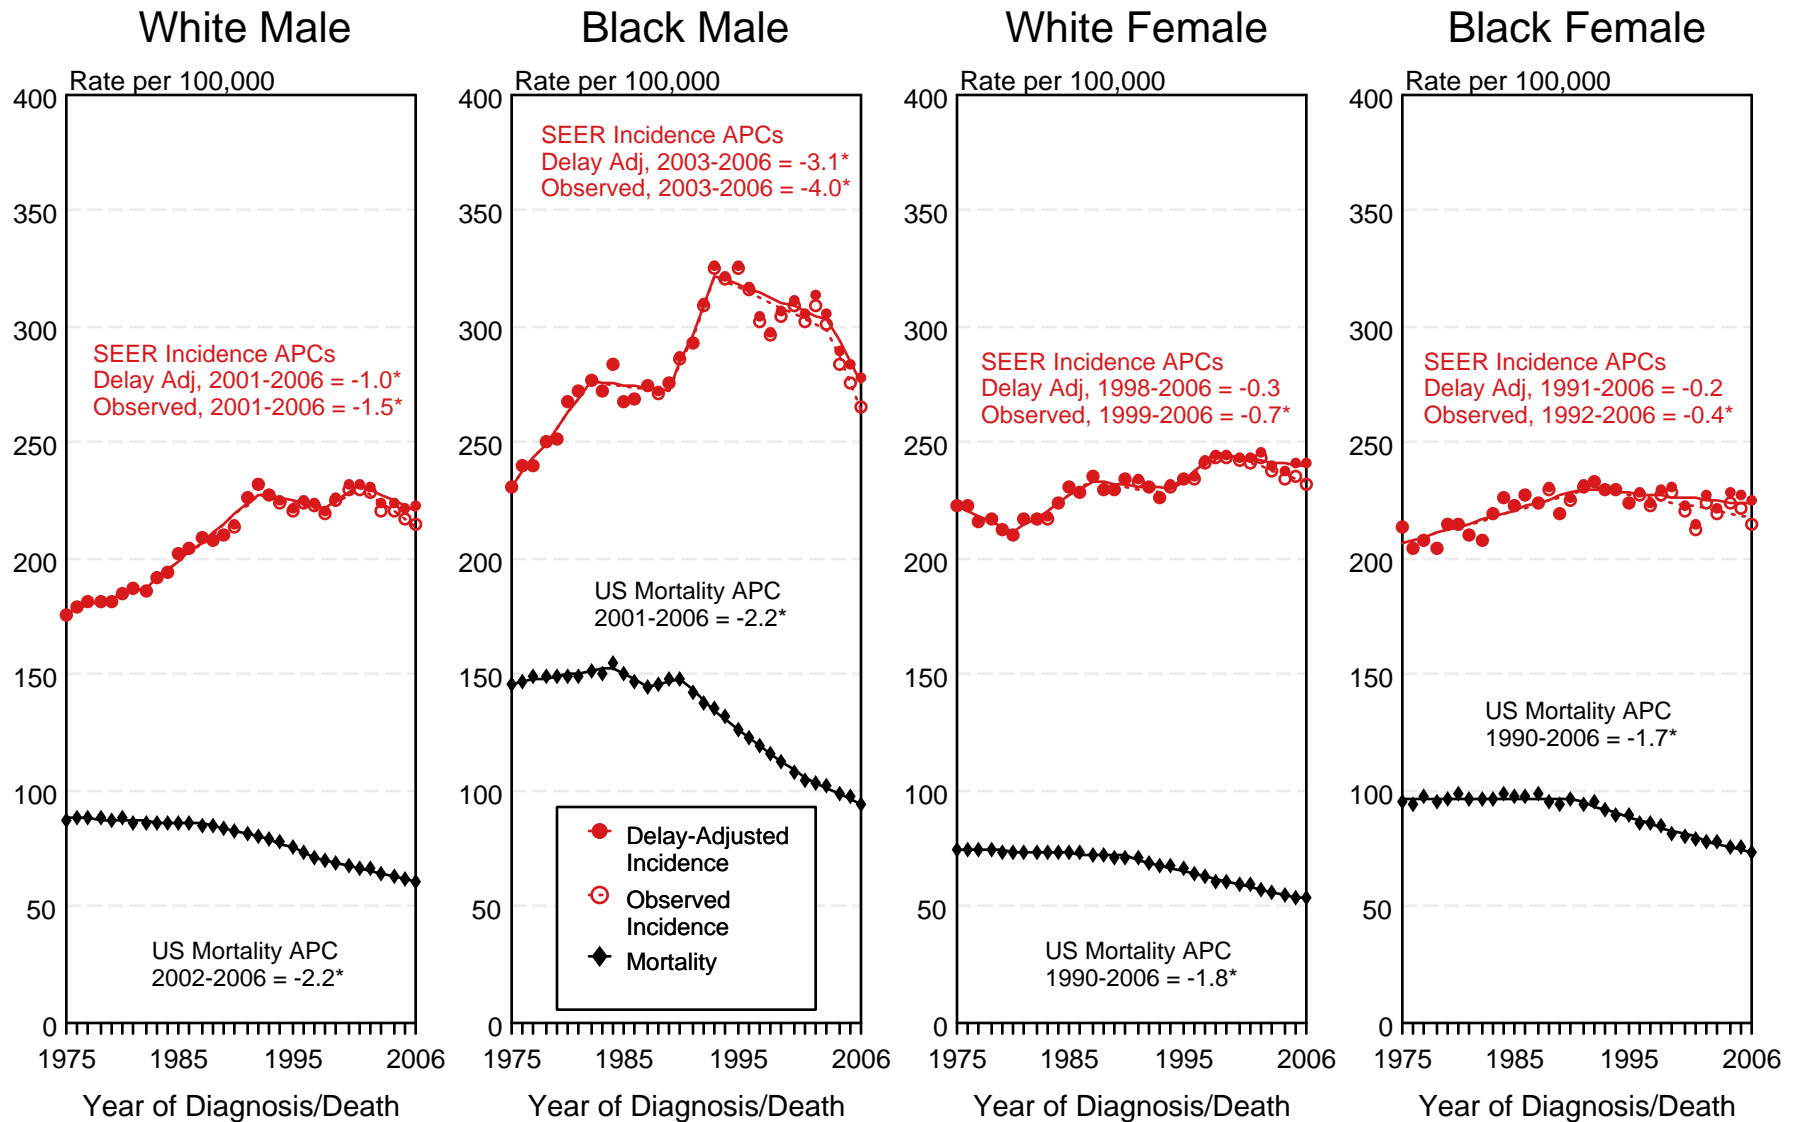 White Male
Rate per 100,000
400
350
300
250
200
150
100
50
0
SEER Incidence APCs
Delay Adj, 2001-2006 = -1.0*
Observed, 2001-2006 = -1.5*
US Mortality APC
2002-2006 = -2.2*
1975 1985 1995 2006
Year of Diagnosis/Death
Black Male
Rate per 100,000
400
350
300
250
200
150
100
50
0
SEER Incidence APCs
Delay Adj, 2003-2006 = -3.1*
Observed, 2003-2006 = -4.0*
US Mortality APC
2001-2006 = -2.2*
Delay-Adjusted
Incidence
Observed
Incidence
Mortality
1975 1985 1995 2006
Year of Diagnosis/Death
White Female
Rate per 100,000
400
350
300
250
200
150
100
50
0
SEER Incidence APCs
Delay Adj, 1998-2006 = -0.3
Observed, 1999-2006 = -0.7*
US Mortality APC
1990-2006 = -1.8*
1975 1985 1995 2006
Year of Diagnosis/Death
Black Female
Rate per 100,000
400
350
300
250
200
150
100
50
0
SEER Incidence APCs
Delay Adj, 1991-2006 = -0.2
Observed, 1992-2006 = -0.4*
US Mortality APC
1990-2006 = -1.7*
1975 1985 1995 2006
Year of Diagnosis/Death